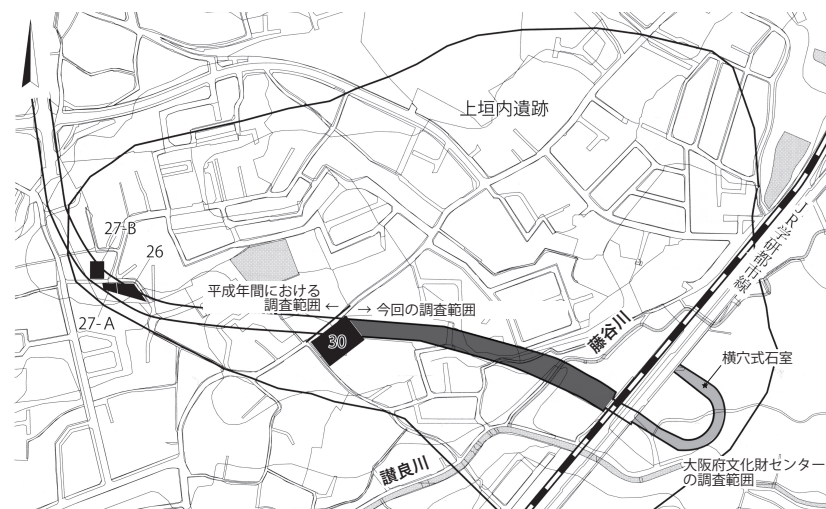 上垣内遺跡
27-B
26
平成年間における
調査範囲 ← → 今回の調査範囲
27-A
30
三谷橋
JR学研都市線
横穴式石室
讃良川
大阪府文化財センター
の調査範囲